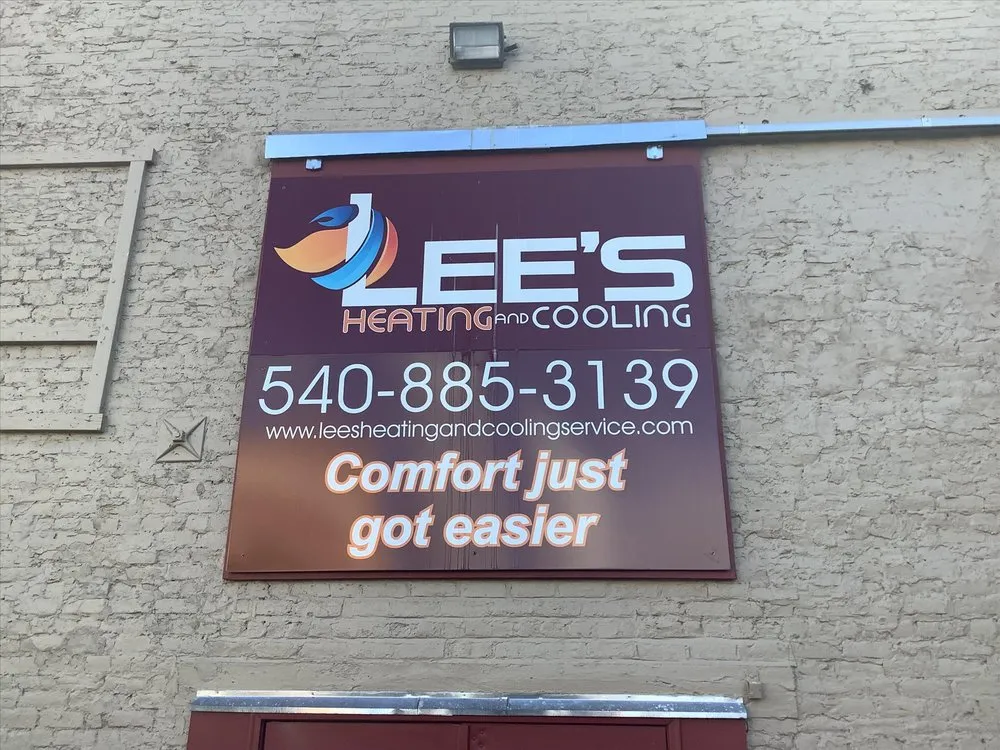 LEE'S
HEATING AND COOLING
540-885-3139
www.leesheatingandcoolingservice.com
Comfort just
got easier